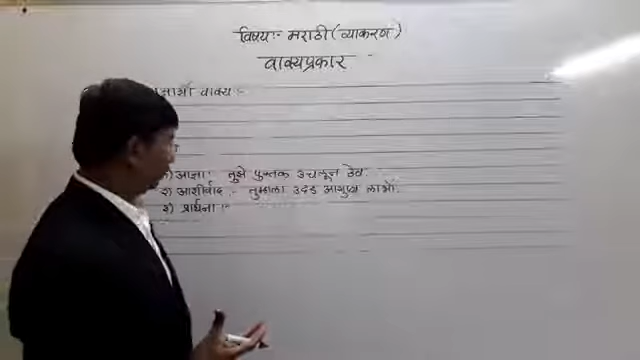 विषय:- मराठी (व्याकरण)
वाक्यप्रकार
वाक्य:-
१) आज्ञा:- तुझे पुस्तक उचलून ठेव.
२) आशीर्वाद:- तुम्हाला उदंड आयुष्य लाभो.
३) प्रार्थना:-